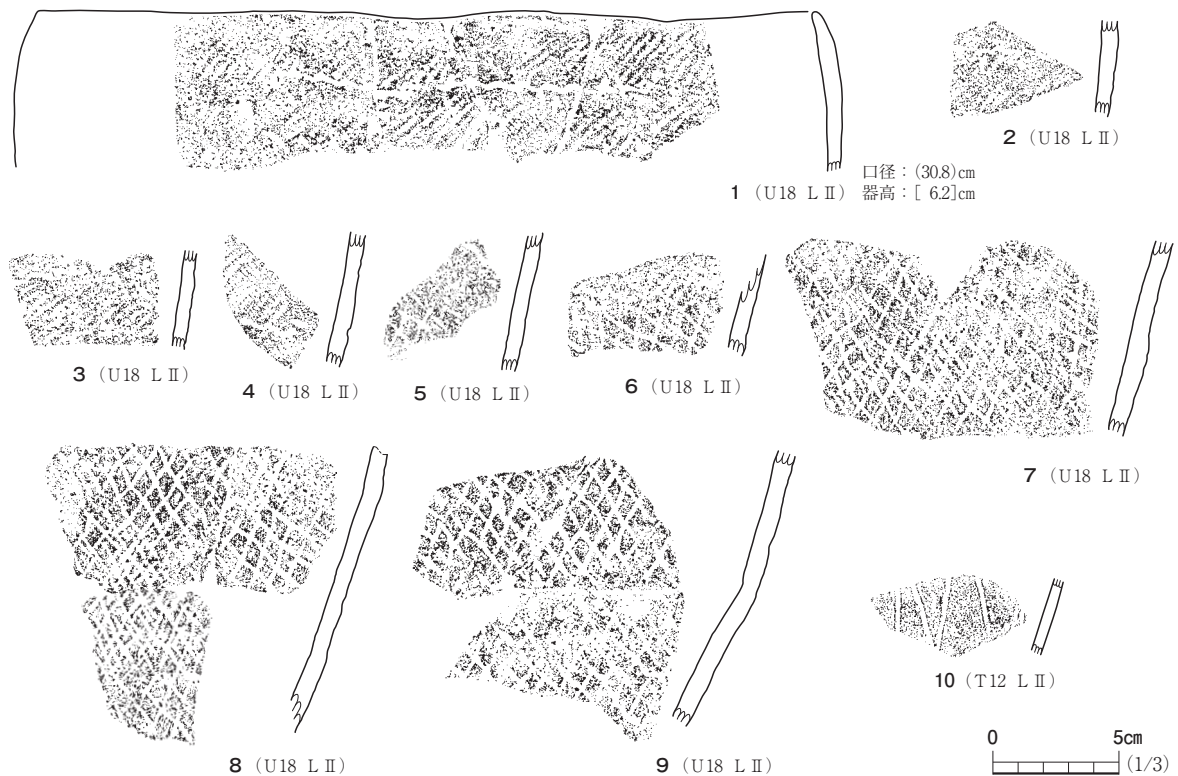 1 (U18 LⅡ)
口径：(30.8)cm
器高：[ 6.2]cm
2 (U18 LⅡ)
3 (U18 LⅡ)
4 (U18 LⅡ)
5 (U18 LⅡ)
6 (U18 LⅡ)
7 (U18 LⅡ)
8 (U18 LⅡ)
9 (U18 LⅡ)
10 (T12 LⅡ)
0 5cm
(1/3)